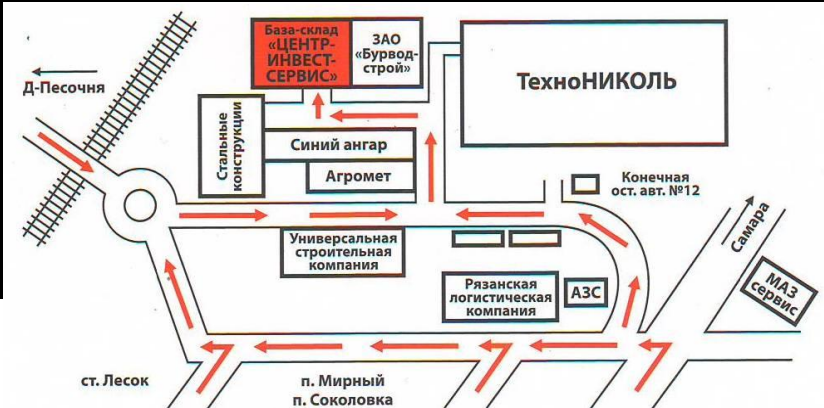 База-склад
«ЦЕНТР-
ИНВЕСТ-
СЕРВИС»
ЗАО
«Бурвод-
строй»
ТехноНИКОЛЬ
Д-Песочня
Стальные
конструкции
Синий ангар
Агромет
Конечная
ост. авт. №12
Самара
МАЗ
сервис
Универсальная
строительная
компания
Рязанская
логистическая
компания
АЗС
ст. Лесок
п. Мирный
п. Соколовка